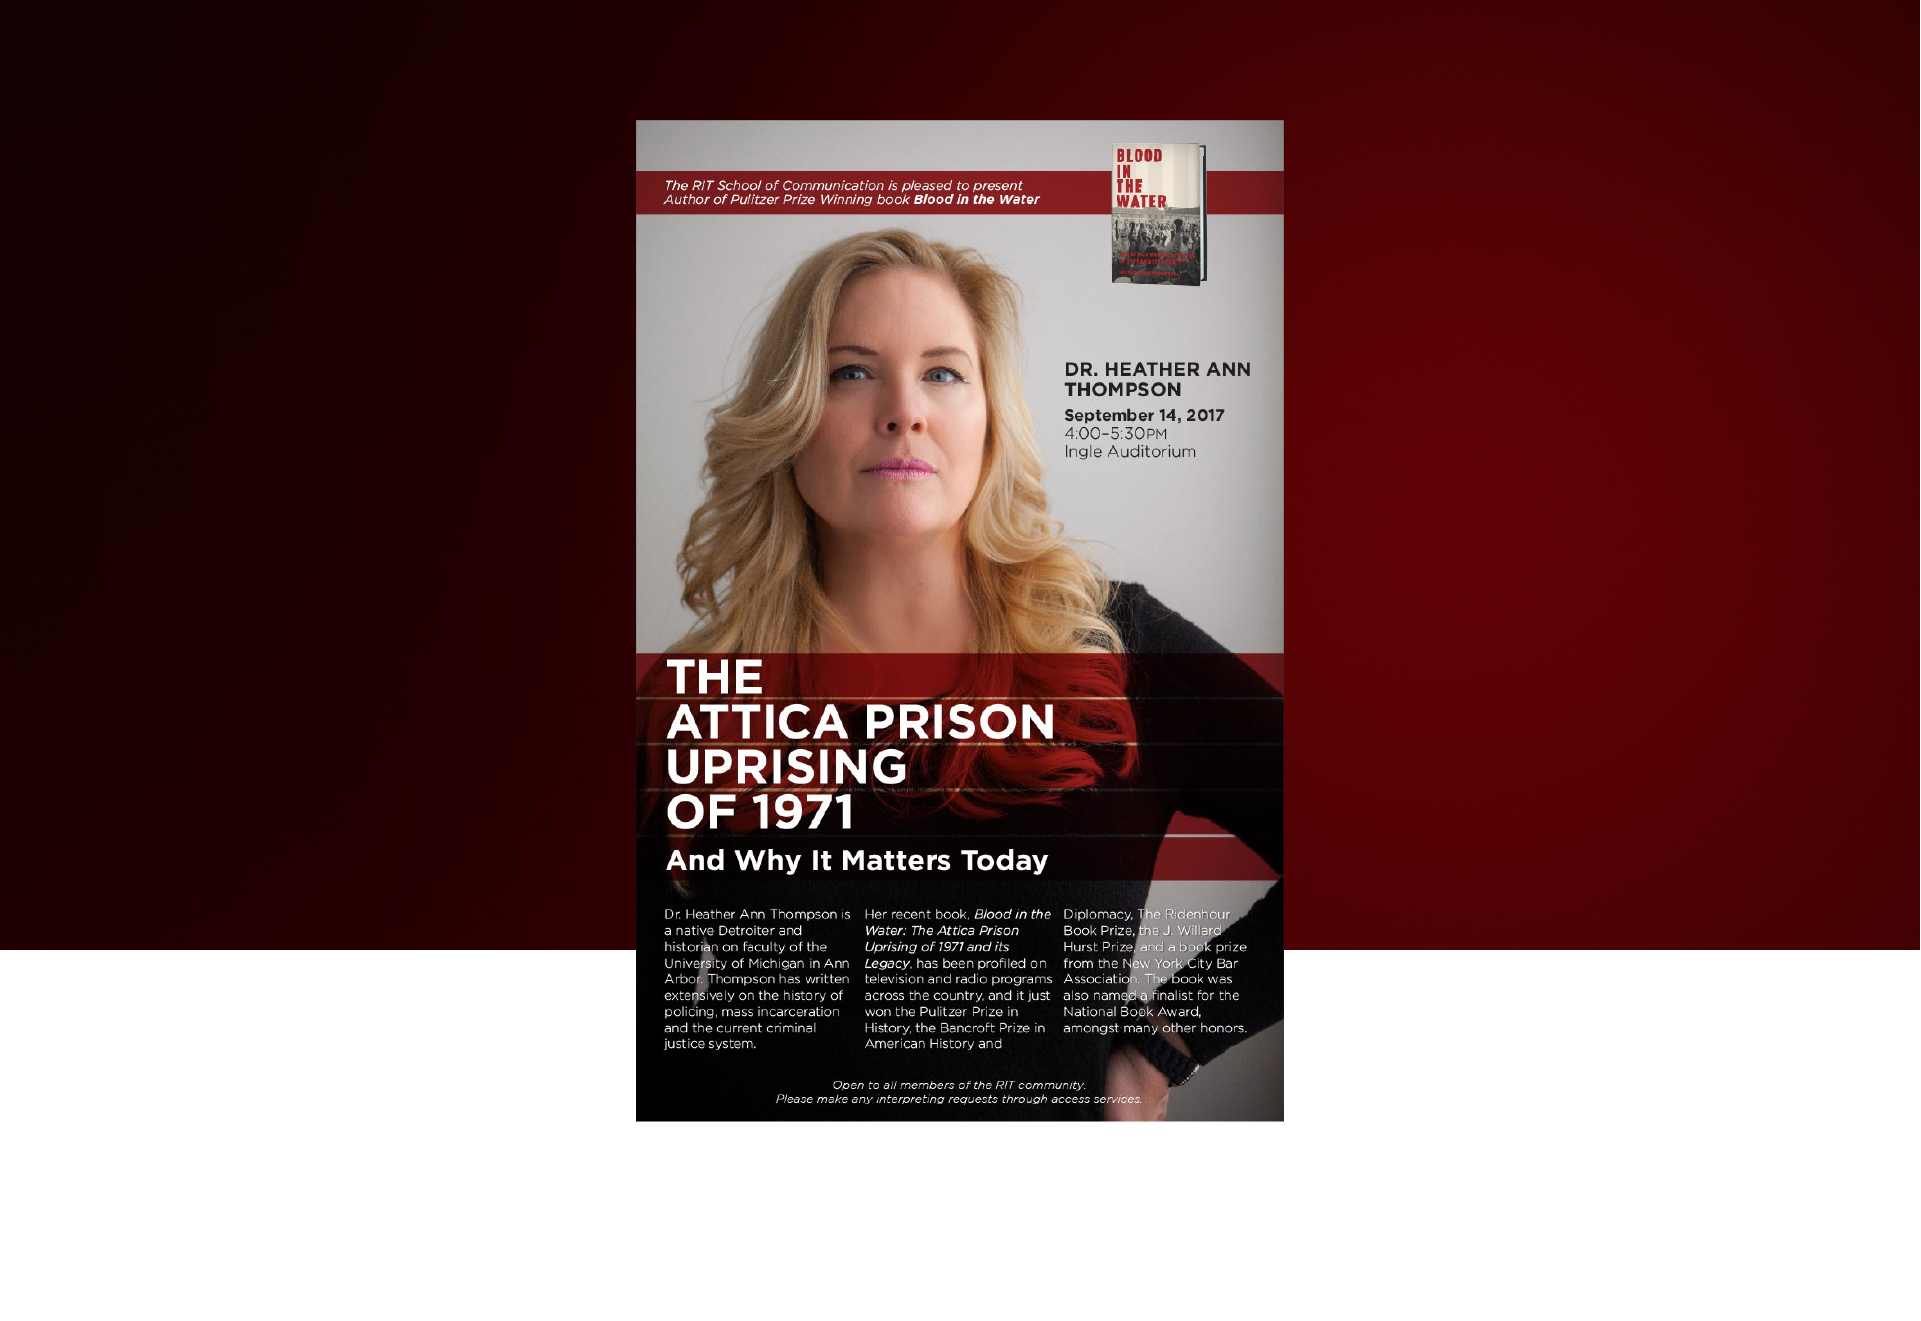 The RIT School of Communication is pleased to present
Author of Pulitzer Prize Winning book Blood in the Water
BLOOD
IN
THE
WATER
DR. HEATHER ANN
THOMPSON
September 14, 2017
4:00–5:30PM
Ingle Auditorium
THE
ATTICA PRISON
UPRISING
OF 1971
And Why It Matters Today
Dr. Heather Ann Thompson is
a native Detroiter and
historian on faculty of the
University of Michigan in Ann
Arbor. Thompson has written
extensively on the history of
policing, mass incarceration
and the current criminal
justice system.
Her recent book, Blood in the
Water: The Attica Prison
Uprising of 1971 and its
Legacy, has been profiled on
television and radio programs
across the country, and it just
won the Pulitzer Prize in
History, the Bancroft Prize in
American History and
Diplomacy, The Ridenhour
Book Prize, the J. Willard
Hurst Prize, and a book prize
from the New York City Bar
Association. The book was
also named a finalist for the
National Book Award,
amongst many other honors.
Open to all members of the RIT community.
Please make any interpreting requests through access services.